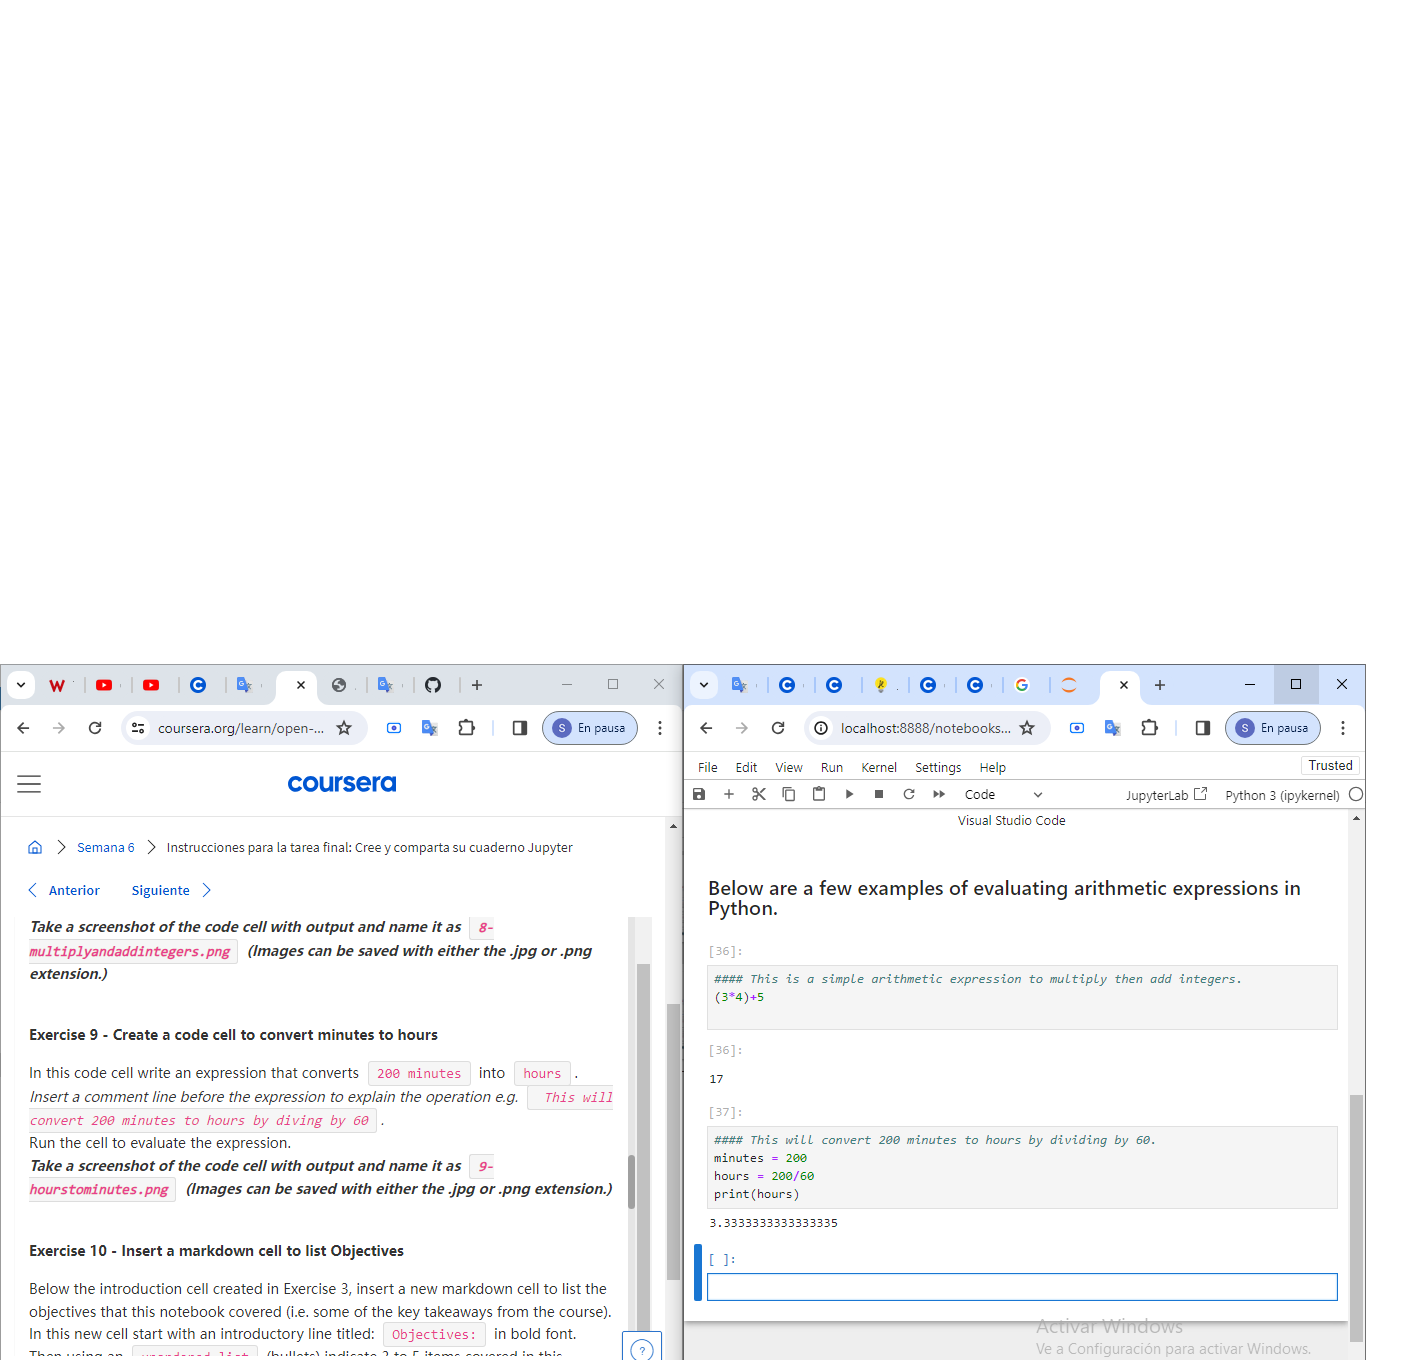 coursera.org/learn/open-...
En pausa
coursera
Semana 6
Instrucciones para la tarea final: Cree y comparta su cuaderno Jupyter
Anterior
Siguiente
Take a screenshot of the code cell with output and name it as 8-
multiplyandaddintegers.png (Images can be saved with either the .jpg or .png
extension.)
Exercise 9 - Create a code cell to convert minutes to hours
In this code cell write an expression that converts 200 minutes into hours .
Insert a comment line before the expression to explain the operation e.g. This will
convert 200 minutes to hours by diving by 60 .
Run the cell to evaluate the expression.
Take a screenshot of the code cell with output and name it as 9-
hourstominutes.png (Images can be saved with either the .jpg or .png extension.)
Exercise 10 - Insert a markdown cell to list Objectives
Below the introduction cell created in Exercise 3, insert a new markdown cell to list the
objectives that this notebook covered (i.e. some of the key takeaways from the course).
In this new cell start with an introductory line titled: Objectives: in bold font.
Then using an unordered list (bullets) indicate 3 to 5 items covered in this
localhost:8888/notebooks...
S En pausa
File Edit View Run Kernel Settings Help
Trusted
Code
JupyterLab
Python 3 (ipykernel)
Visual Studio Code
Below are a few examples of evaluating arithmetic expressions in
Python.
[36]:
#### This is a simple arithmetic expression to multiply then add integers.
(3*4)+5
[36]:
17
[37]:
#### This will convert 200 minutes to hours by dividing by 60.
minutes = 200
hours = 200/60
print(hours)
3.3333333333333335
[ ]:
Activar Windows
Ve a Configuración para activar Windows.